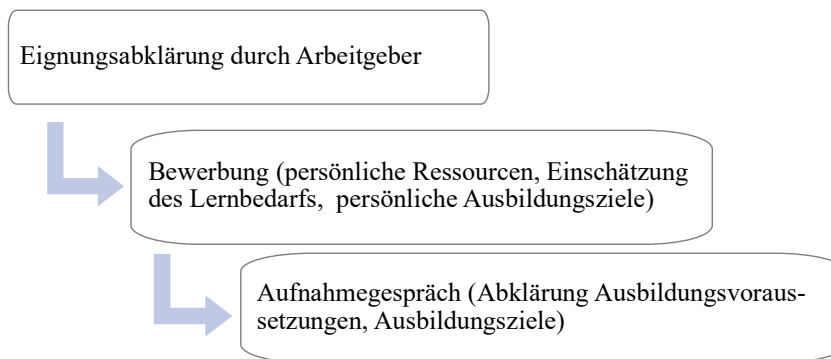 Eignungsabklärung durch Arbeitgeber
Bewerbung (persönliche Ressourcen, Einschätzung
des Lernbedarfs, persönliche Ausbildungsziele)
Aufnahmegespräch (Abklärung Ausbildungsvoraus-
setzungen, Ausbildungsziele)